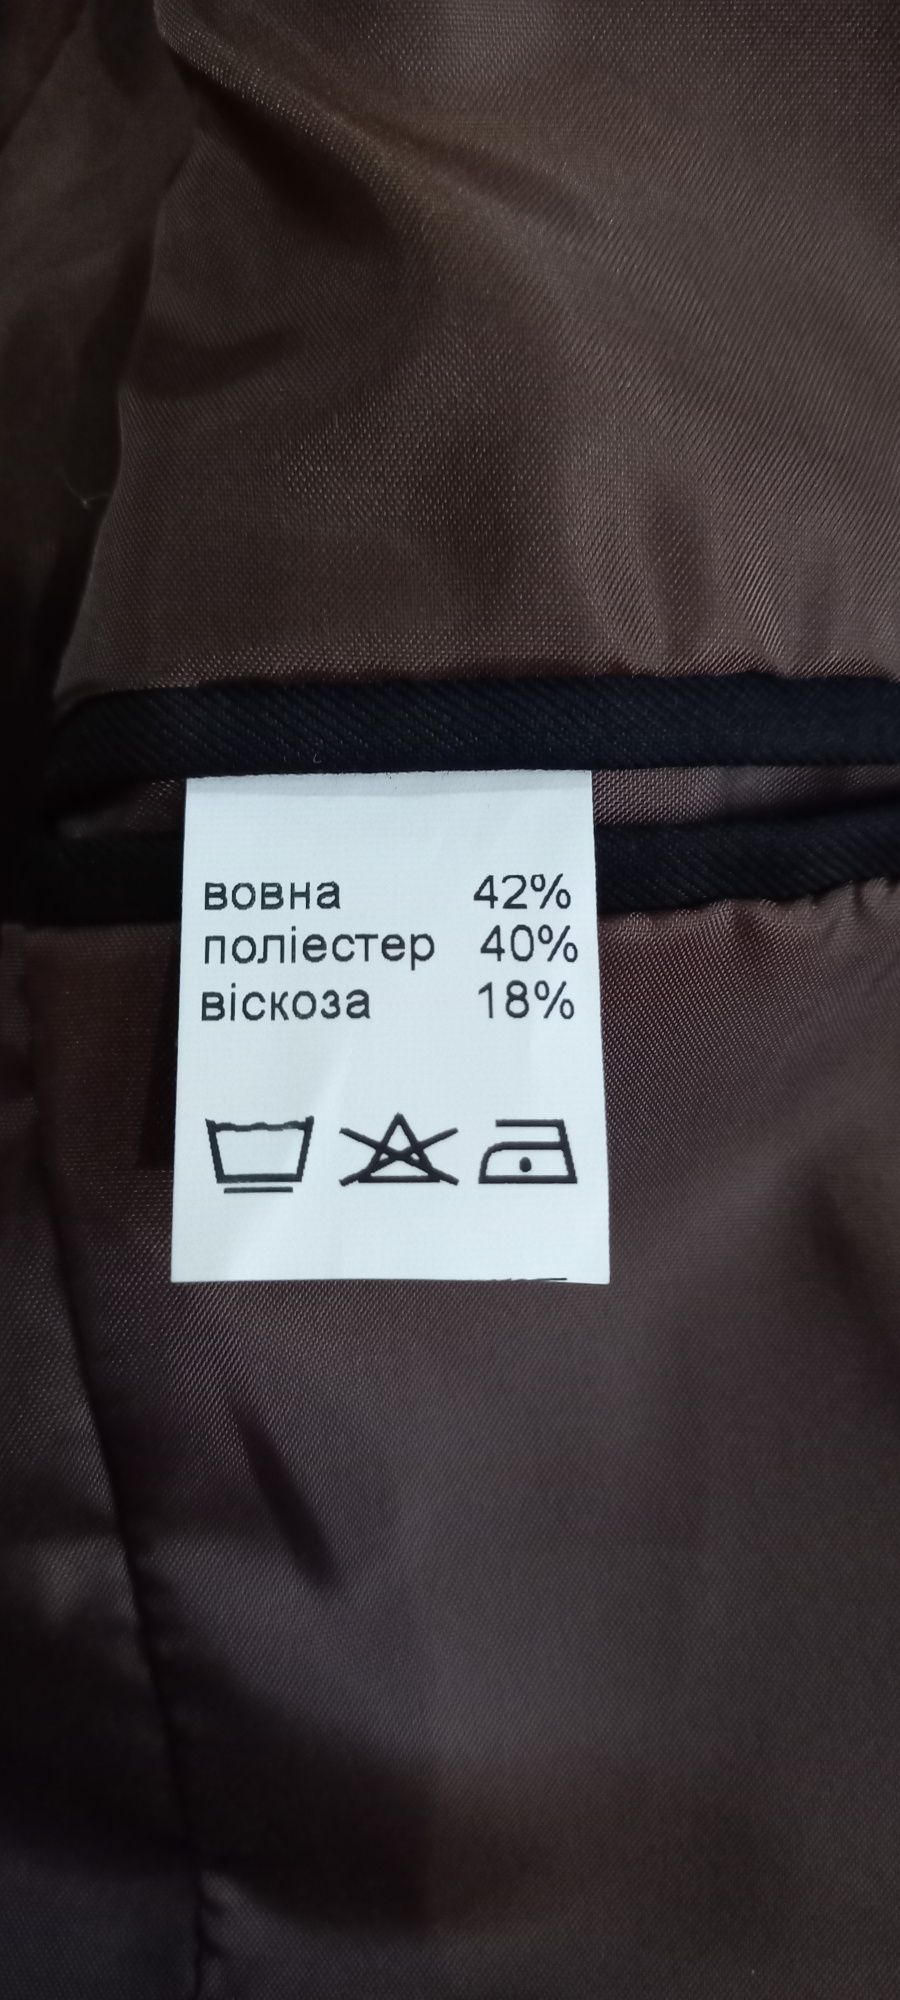 вовна 42%
поліестер 40%
віскоза 18%